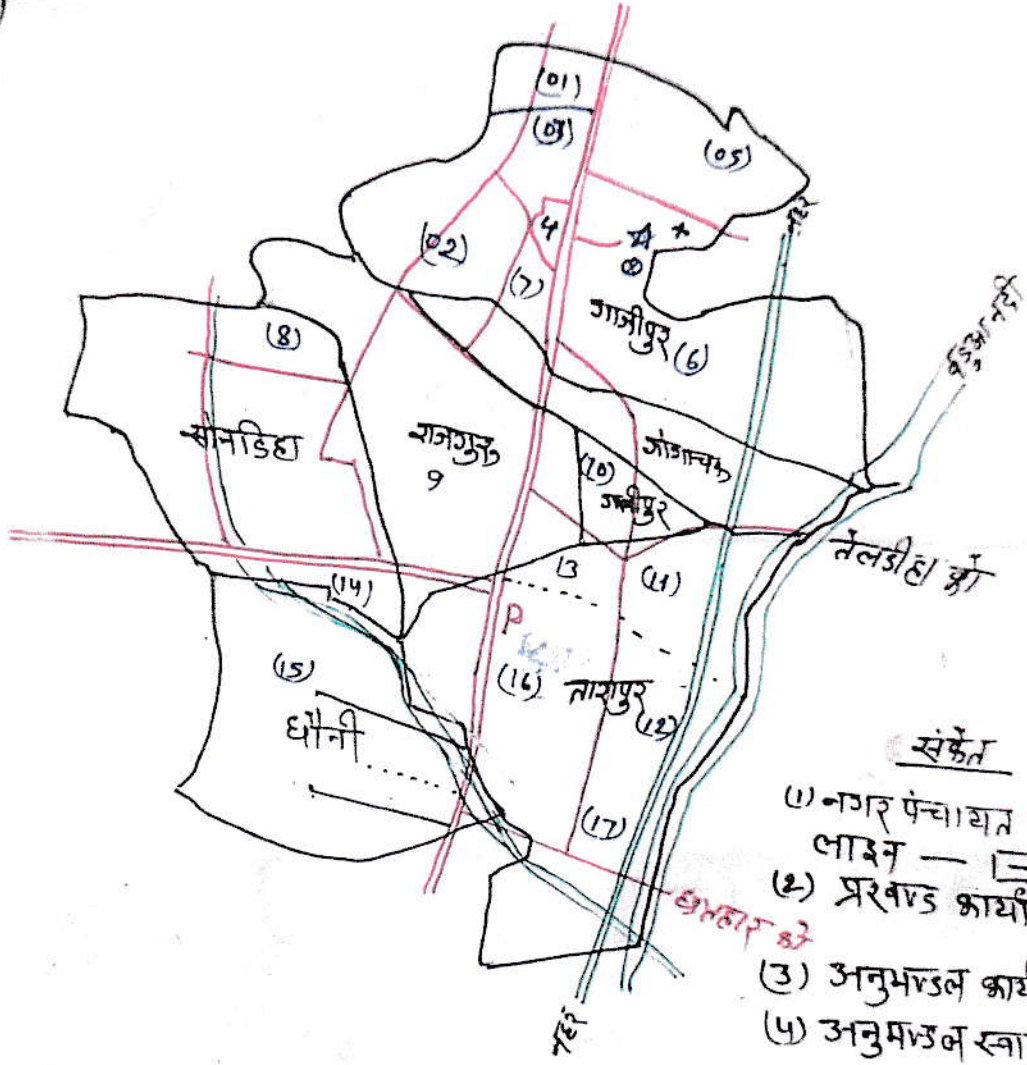 (01)
(03)
(05)
(02)
4
(7)
नहर
गाजीपुर (6)
(8)
सोनडिहा
राजगुरु
9
(10)
गाजीपुर
गोगाचक
तेलडीहा को
13
(11)
(14)
P
(15)
(16) तारापुर
(12)
धौनी
(17)
को
नहर
संकेत
(1) नगर पंचायत
लाइन —
(2) प्रखण्ड कार्या
(3) अनुमण्डल कार्य
(4) अनुमण्डल स्वा